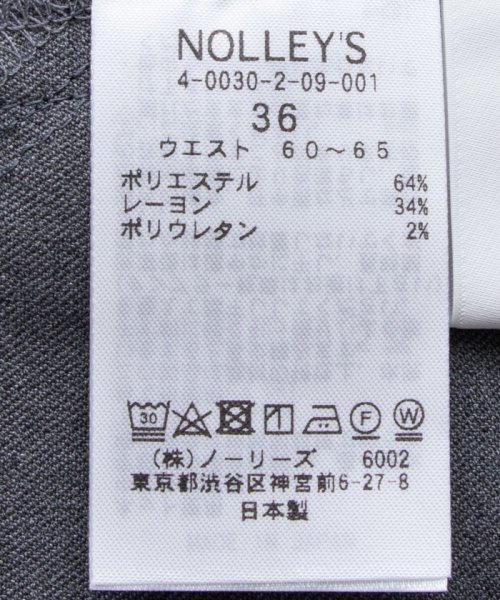 NOLLEY'S
4-0030-2-09-001
36
ウエスト 60~65
ポリエステル 64%
レーヨン 34%
ポリウレタン 2%
30 F W
(株)ノーリーズ 6002
東京都渋谷区神宮前6-27-8
日本製